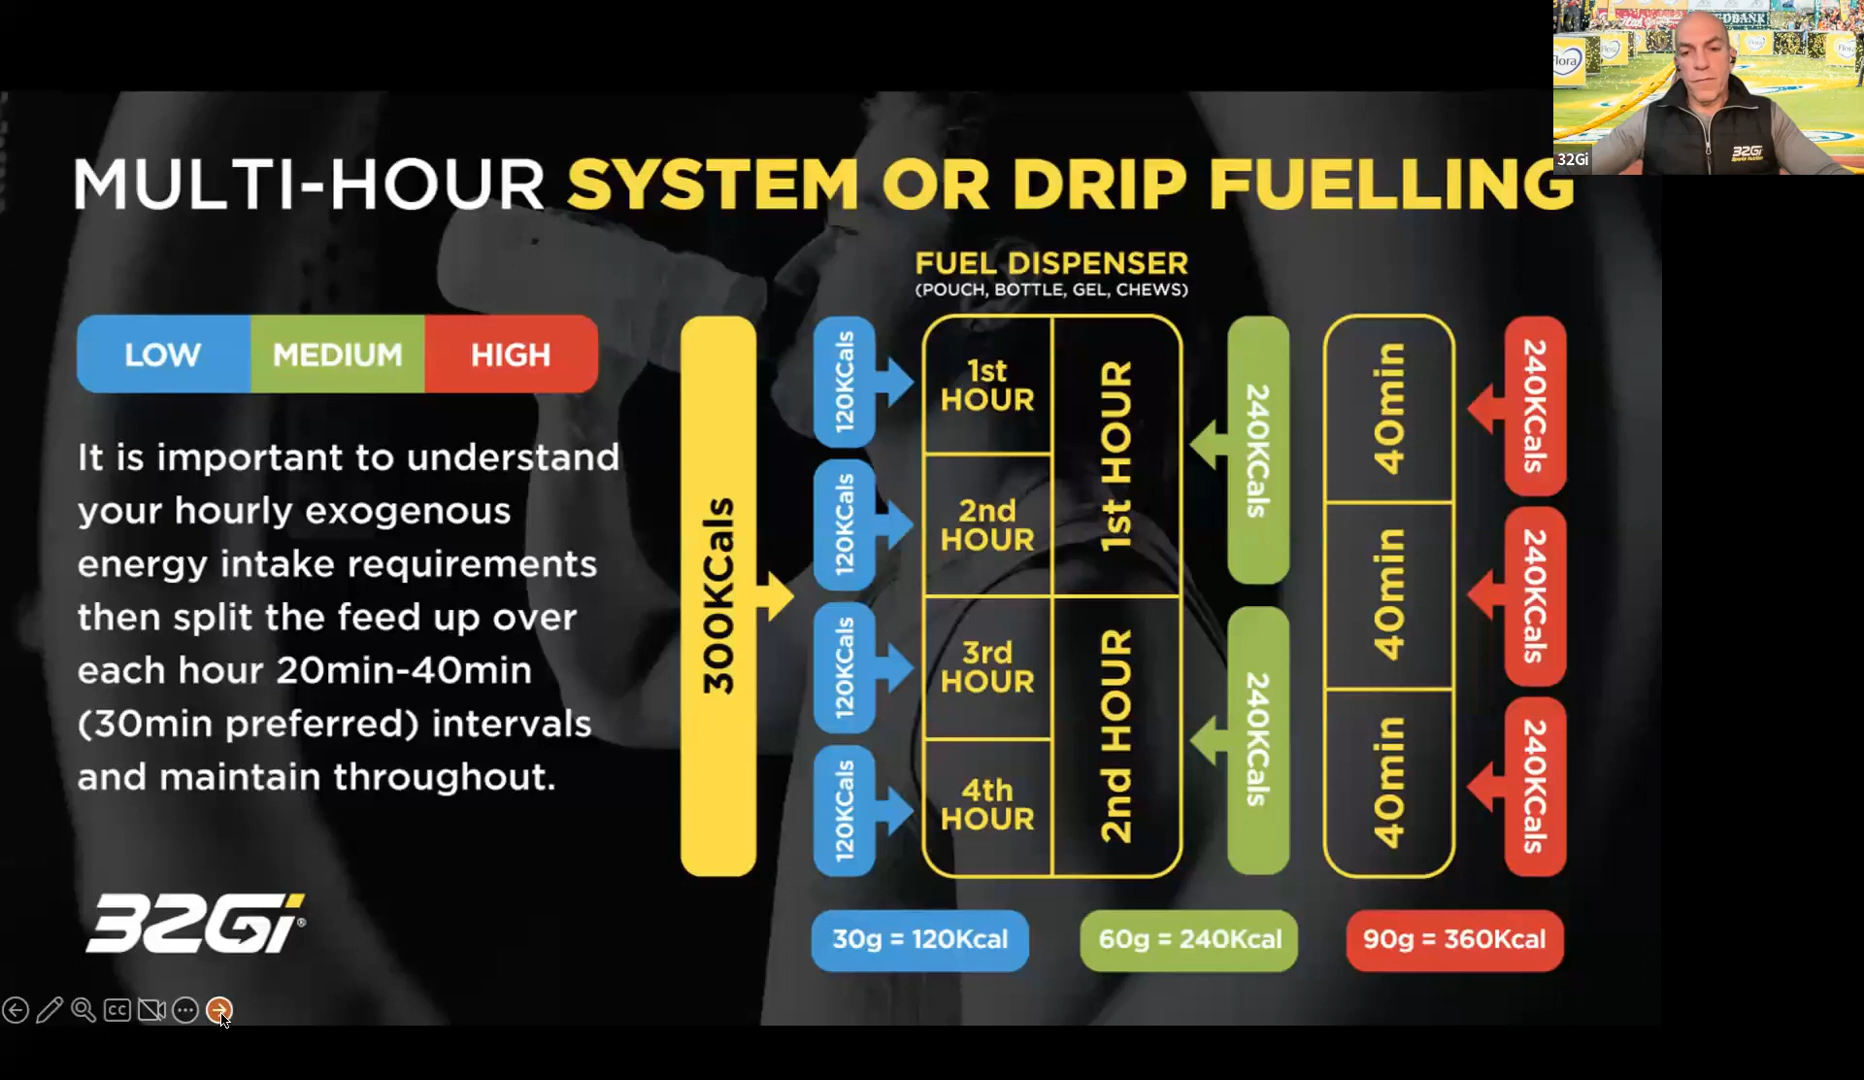 MULTI-HOUR SYSTEM OR DRIP FUELLING
LOW MEDIUM HIGH
It is important to understand
your hourly exogenous
energy intake requirements
then split the feed up over
each hour 20min-40min
(30min preferred) intervals
and maintain throughout.
32Gi
FUEL DISPENSER
(POUCH, BOTTLE, GEL, CHEWS)
300KCals
120KCals
120KCals
120KCals
120KCals
1st
HOUR
2nd
HOUR
3rd
HOUR
4th
HOUR
1st HOUR
2nd HOUR
240KCals
240KCals
40min
40min
40min
240KCals
240KCals
240KCals
30g = 120Kcal
60g = 240Kcal
90g = 360Kcal
CC
32Gi
32Gi
Flora